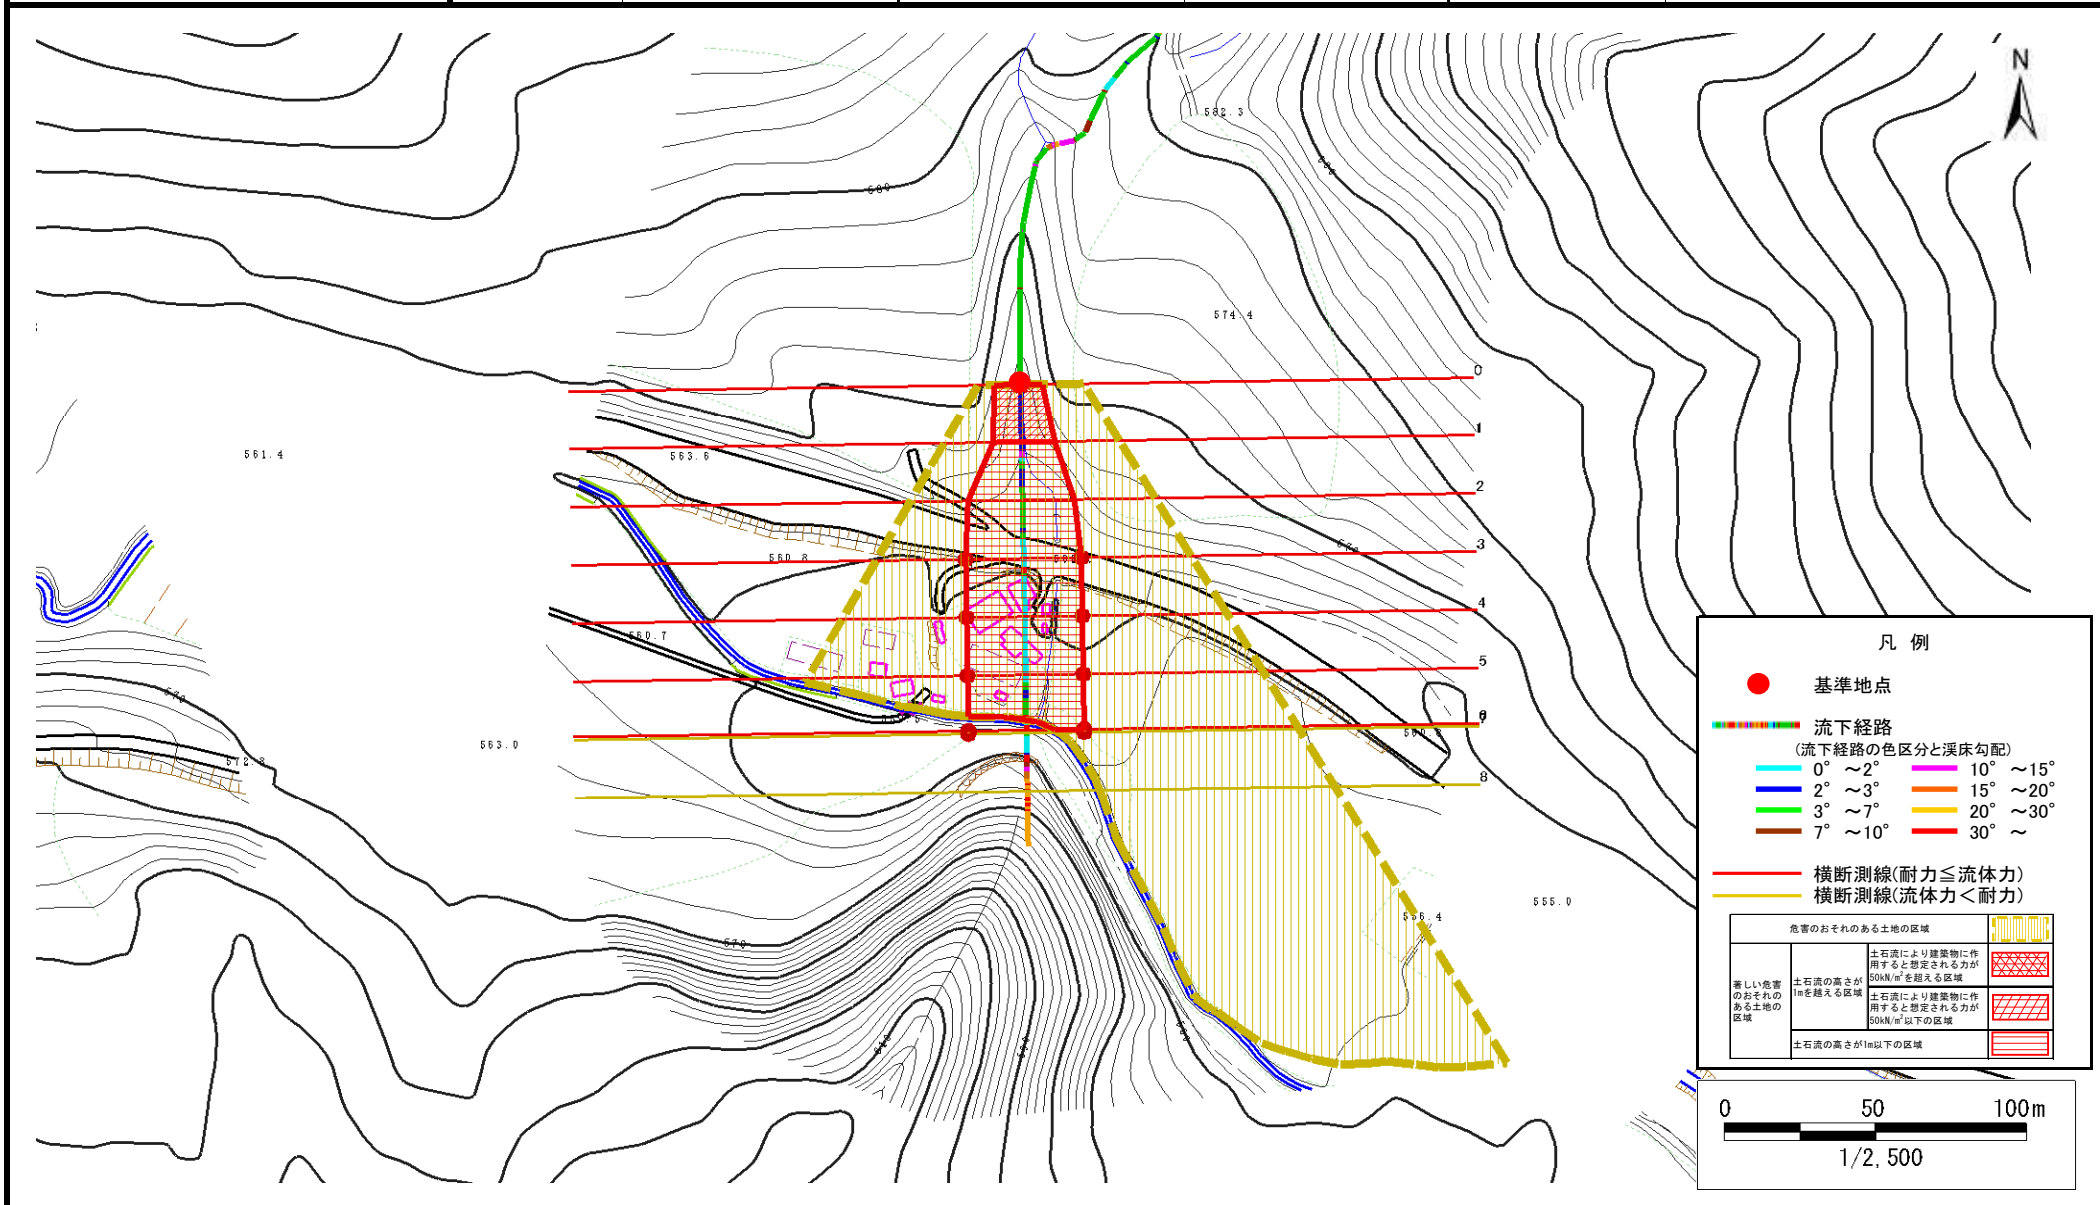 N
582.3
580
574.4
0
561.4
563.6
1
2
560.8
3
4
560.7
5
570
572.3
563.0
560.2
8
570
556.4
555.0
凡 例
基準地点
流下経路
(流下経路の色区分と渓床勾配)
0° ～2° 10° ～15°
2° ～3° 15° ～20°
3° ～7° 20° ～30°
7° ～10° 30° ～
横断測線(耐力≦流体力)
横断測線(流体力＜耐力)
危害のおそれのある土地の区域
著しい危害
のおそれの
ある土地の
区域
土石流の高さが
1mを越える区域
土石流により建築物に作
用すると想定される力が
50kN/m²を超える区域
土石流により建築物に作
用すると想定される力が
50kN/m²以下の区域
土石流の高さが1m以下の区域
0 50 100m
1/2,500